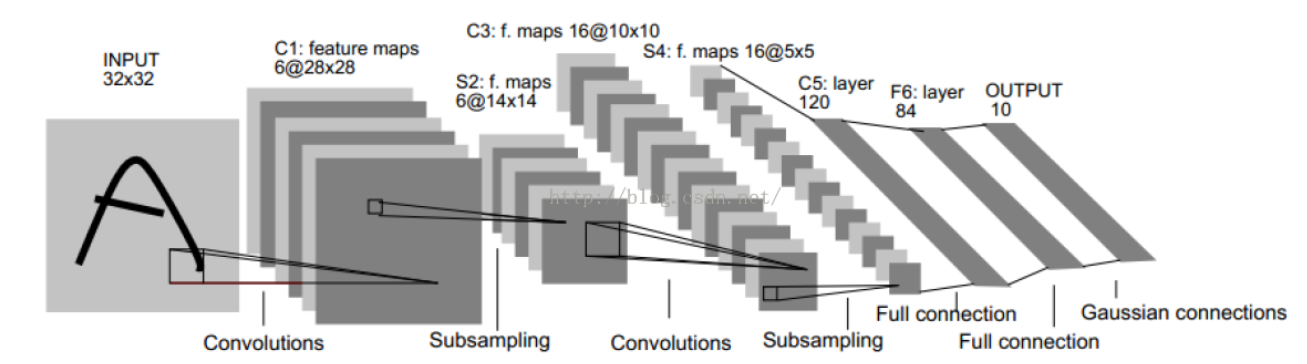 INPUT
32x32
C1: feature maps
6@28x28
C3: f. maps 16@10x10
S2: f. maps
6@14x14
S4: f. maps 16@5x5
C5: layer
120
F6: layer
84
OUTPUT
10
http://blog.csdn.net/
Convolutions
Subsampling
Convolutions
Subsampling
Full connection
Full connection
Gaussian connections